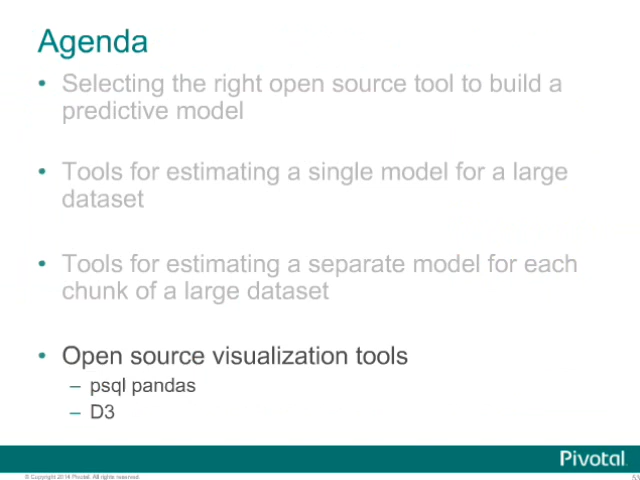 Agenda
• Selecting the right open source tool to build a
predictive model
• Tools for estimating a single model for a large
dataset
• Tools for estimating a separate model for each
chunk of a large dataset
• Open source visualization tools
– psql pandas
– D3
Pivotal
© Copyright 2014 Pivotal. All rights reserved.